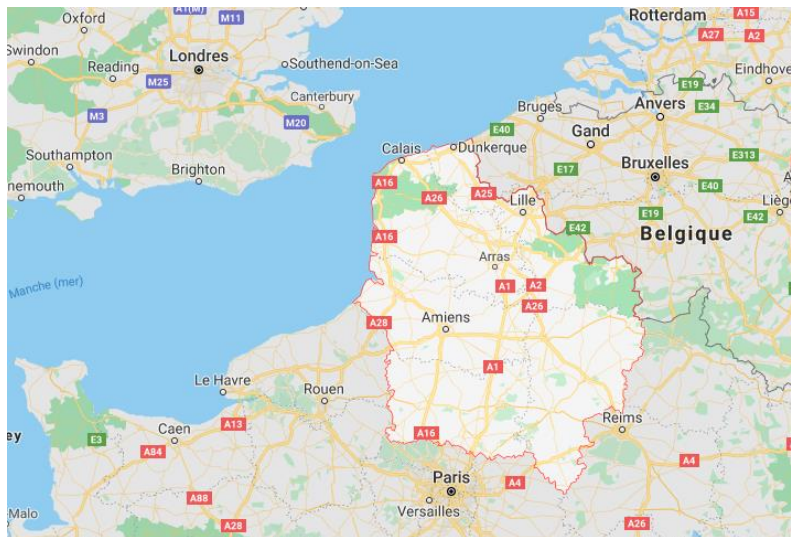 A1(M)
M11
Oxford
Rotterdam
A15
A27
A2
Swindon
Londres
Southend-on-Sea
Reading
M25
Eindhove
E19
M3
Canterbury
Bruges
Anvers
E34
M20
E40
Gand
Southampton
Calais
Dunkerque
Bruxelles
E313
Brighton
E17
A16
A25
E40
nemouth
A26
Lille
E19
Liège
E42
E42
Belgique
A16
Arras
Manche (mer)
A1
A2
A26
A28
Amiens
A1
Le Havre
Rouen
Reims
ey
E3
Caen
A13
A16
A84
Paris
A4
A4
A88
Versailles
-Malo
A28
A26